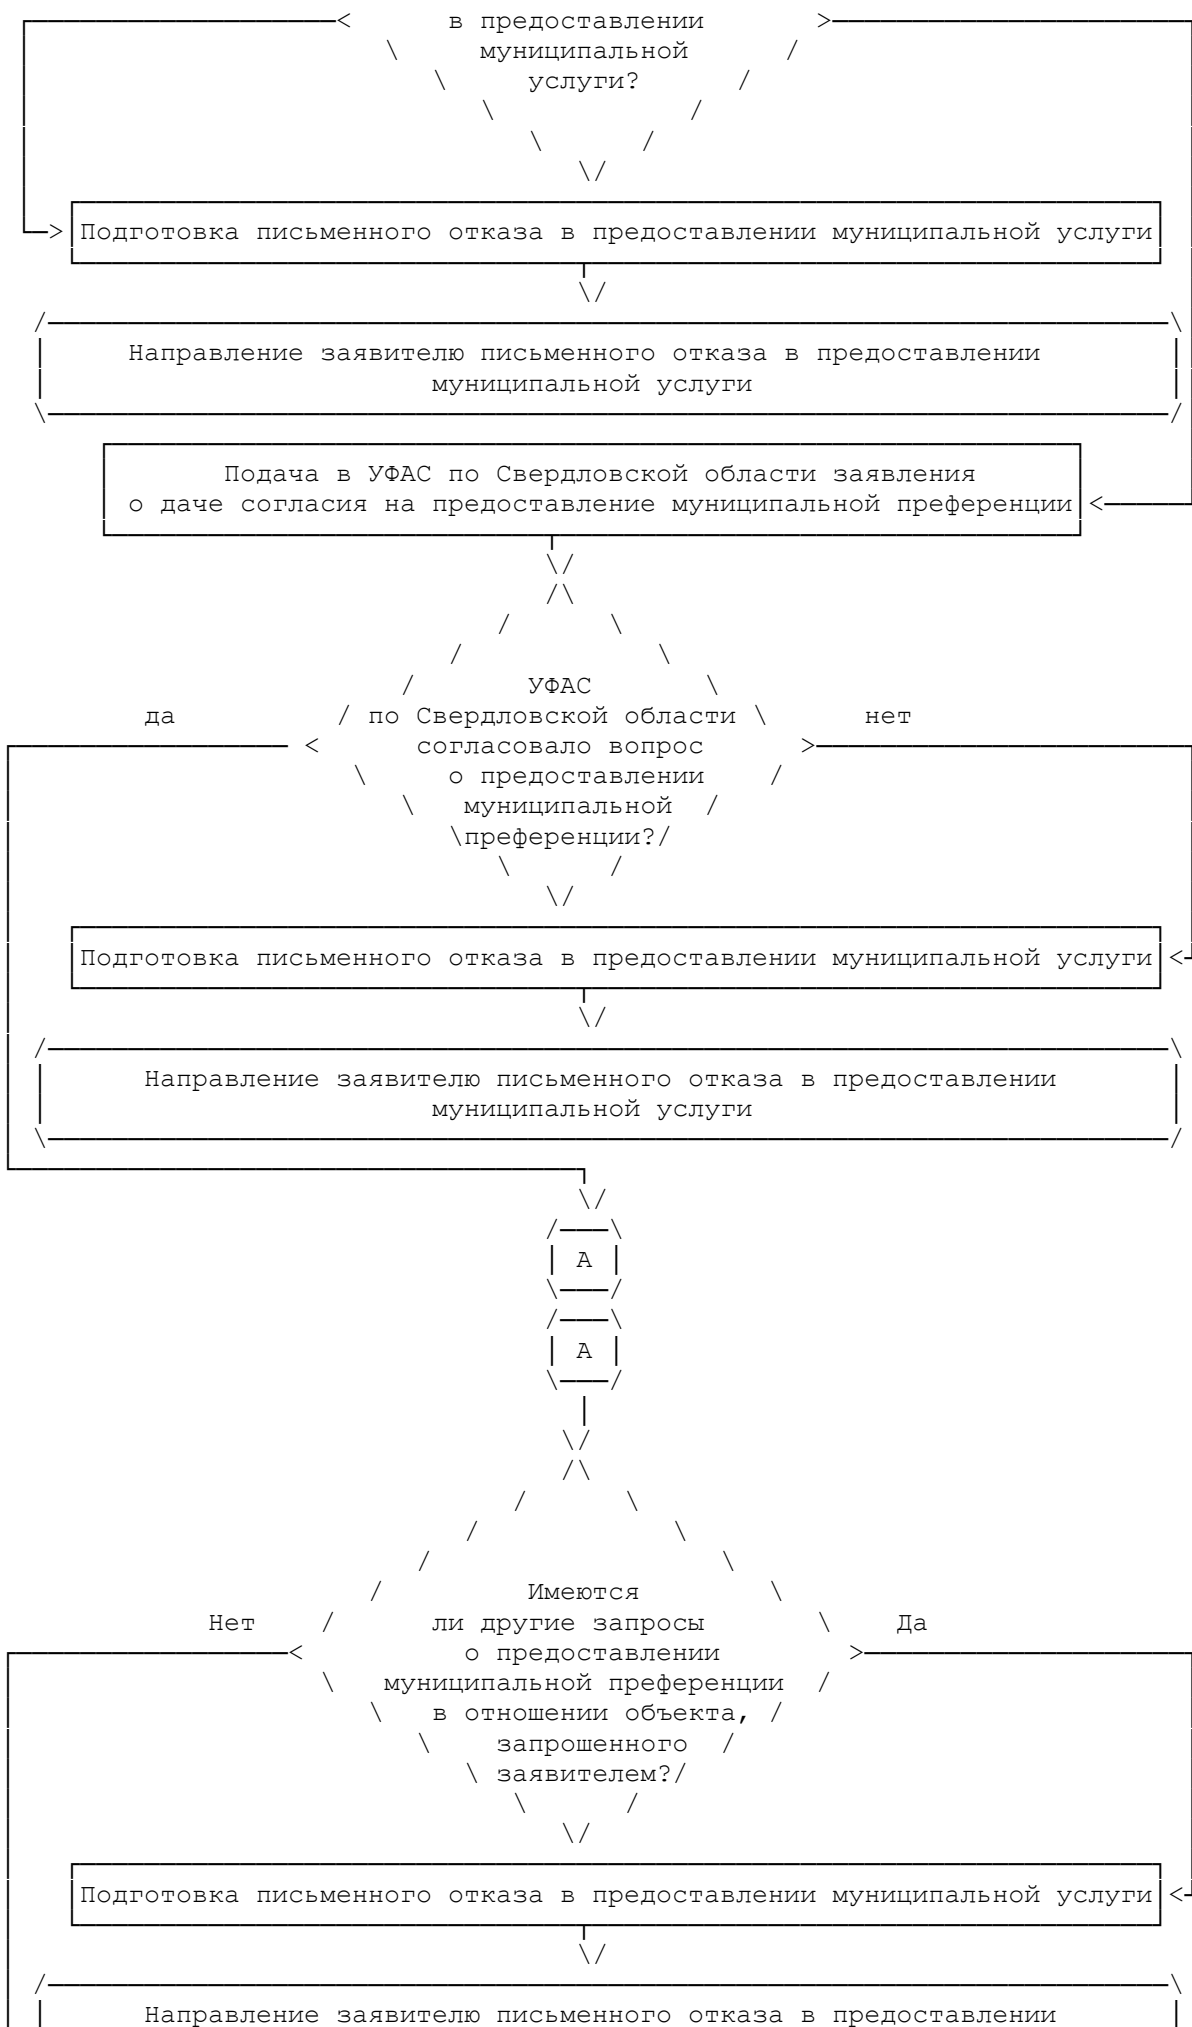 в предоставлении
муниципальной
услуги?
Подготовка письменного отказа в предоставлении муниципальной услуги
Направление заявителю письменного отказа в предоставлении
муниципальной услуги
Подача в УФАС по Свердловской области заявления
о даче согласия на предоставление муниципальной преференции
УФАС
да по Свердловской области нет
согласовало вопрос
о предоставлении
муниципальной
преференции?
Подготовка письменного отказа в предоставлении муниципальной услуги
Направление заявителю письменного отказа в предоставлении
муниципальной услуги
А
А
Имеются
Нет ли другие запросы Да
о предоставлении
муниципальной преференции
в отношении объекта,
запрошенного
заявителем?
Подготовка письменного отказа в предоставлении муниципальной услуги
Направление заявителю письменного отказа в предоставлении